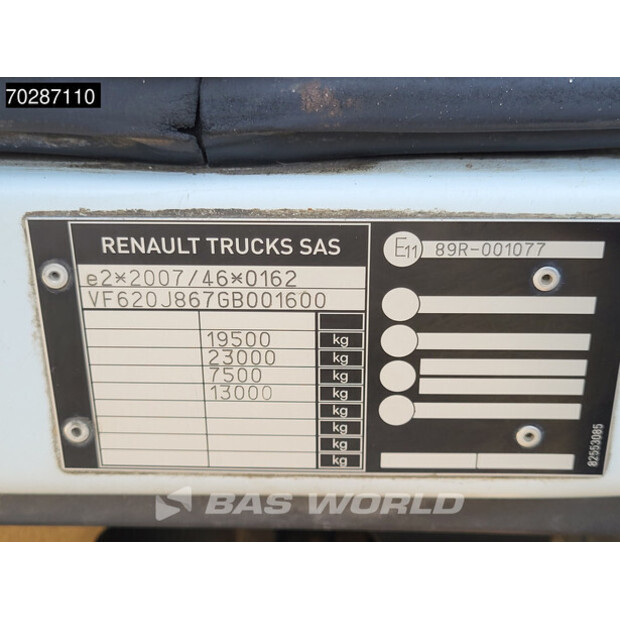 70287110
RENAULT TRUCKS SAS
e2*2007/46*0162
VF620J867GB001600
19500 kg
23000 kg
7500 kg
13000 kg
kg
kg
kg
kg
E11 89R-001077
82553085
BAS WORLD